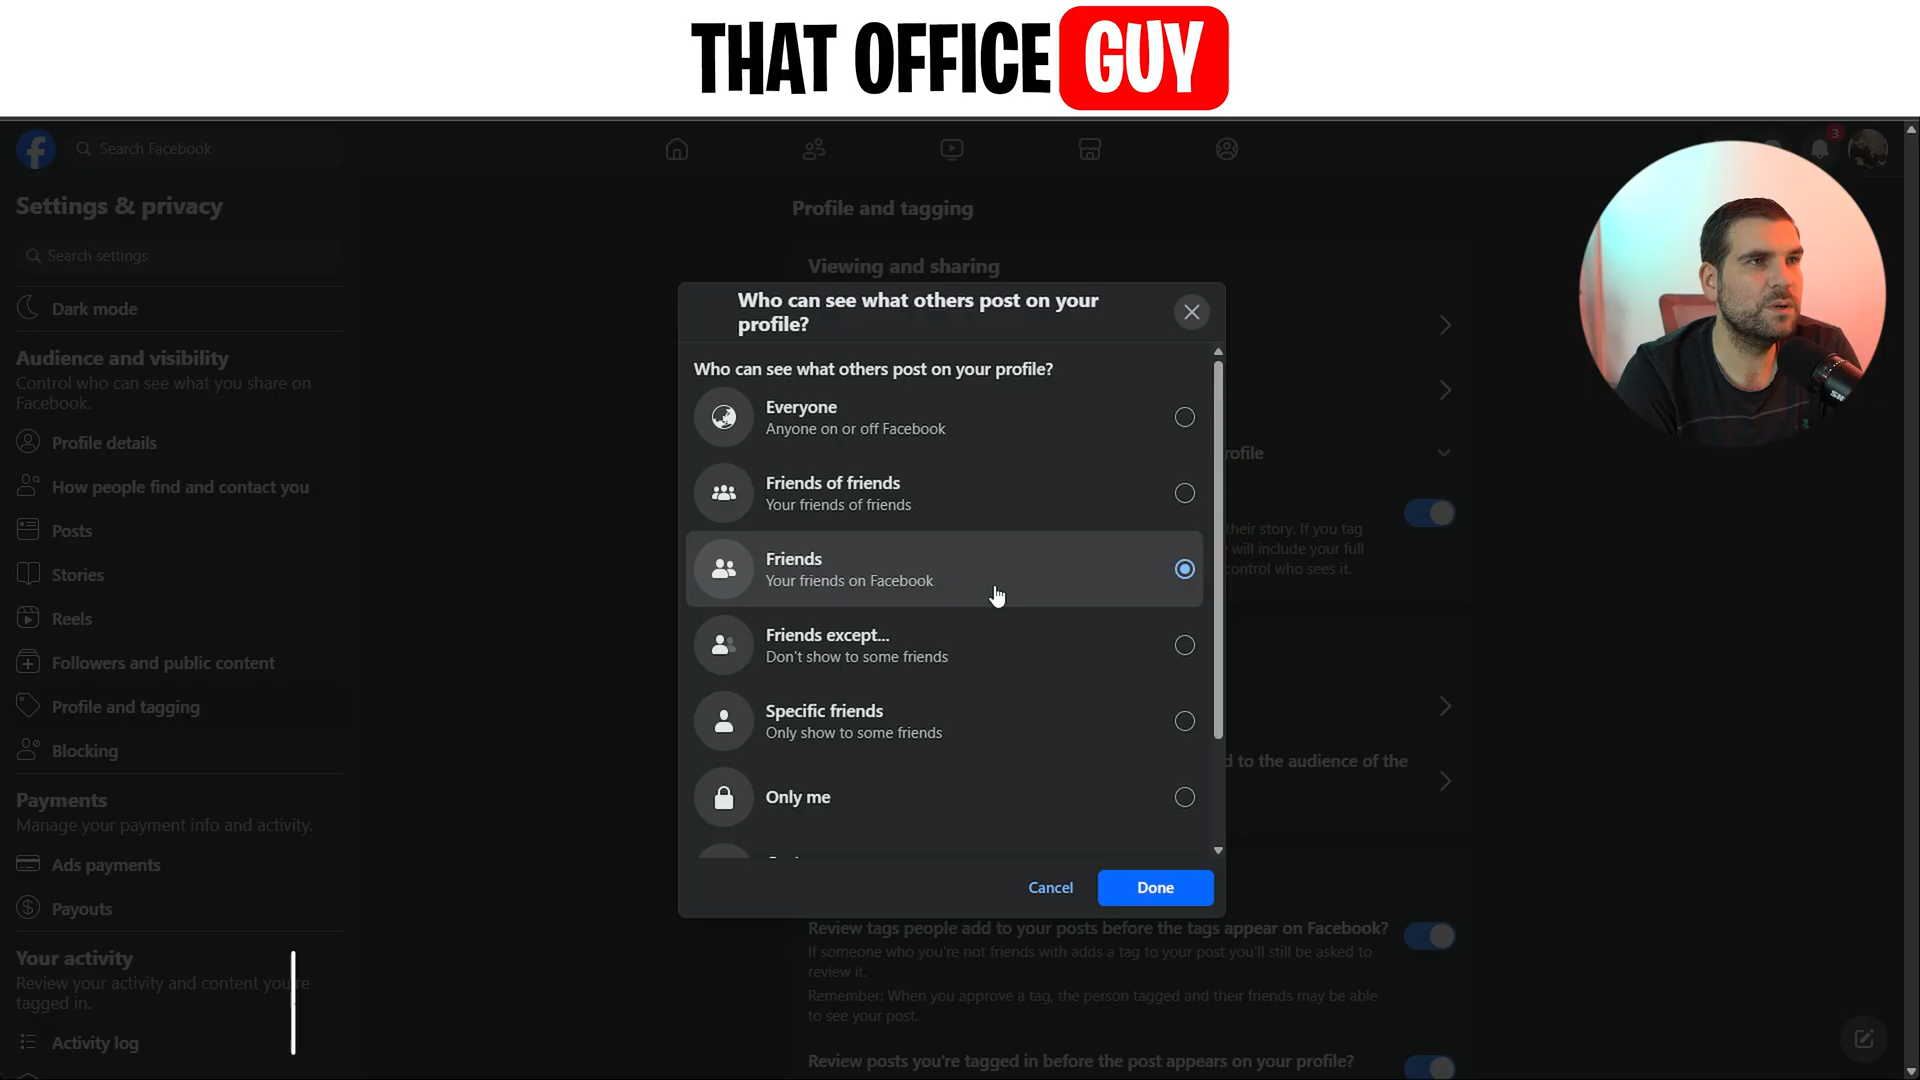 THAT OFFICE GUY
Search Facebook
3
Settings & privacy
Search settings
Dark mode
Audience and visibility
Control who can see what you share on
Facebook.
Profile details
How people find and contact you
Posts
Stories
Reels
Followers and public content
Profile and tagging
Blocking
Payments
Manage your payment info and activity.
Ads payments
Payouts
Your activity
Review your activity and content you're
tagged in.
Activity log
Profile and tagging
Viewing and sharing
Who can see what others post on your
profile?
Who can see what others post on your profile?
Everyone
Anyone on or off Facebook
Friends of friends
Your friends of friends
Friends
Your friends on Facebook
Friends except...
Don't show to some friends
Specific friends
Only show to some friends
Only me
Cancel
Done
their story. If you tag
will include your full
control who sees it.
d to the audience of the
Review tags people add to your posts before the tags appear on Facebook?
If someone who you're not friends with adds a tag to your post you'll still be asked to
review it.
Remember: When you approve a tag, the person tagged and their friends may be able
to see your post.
Review posts you're tagged in before the post appears on your profile?